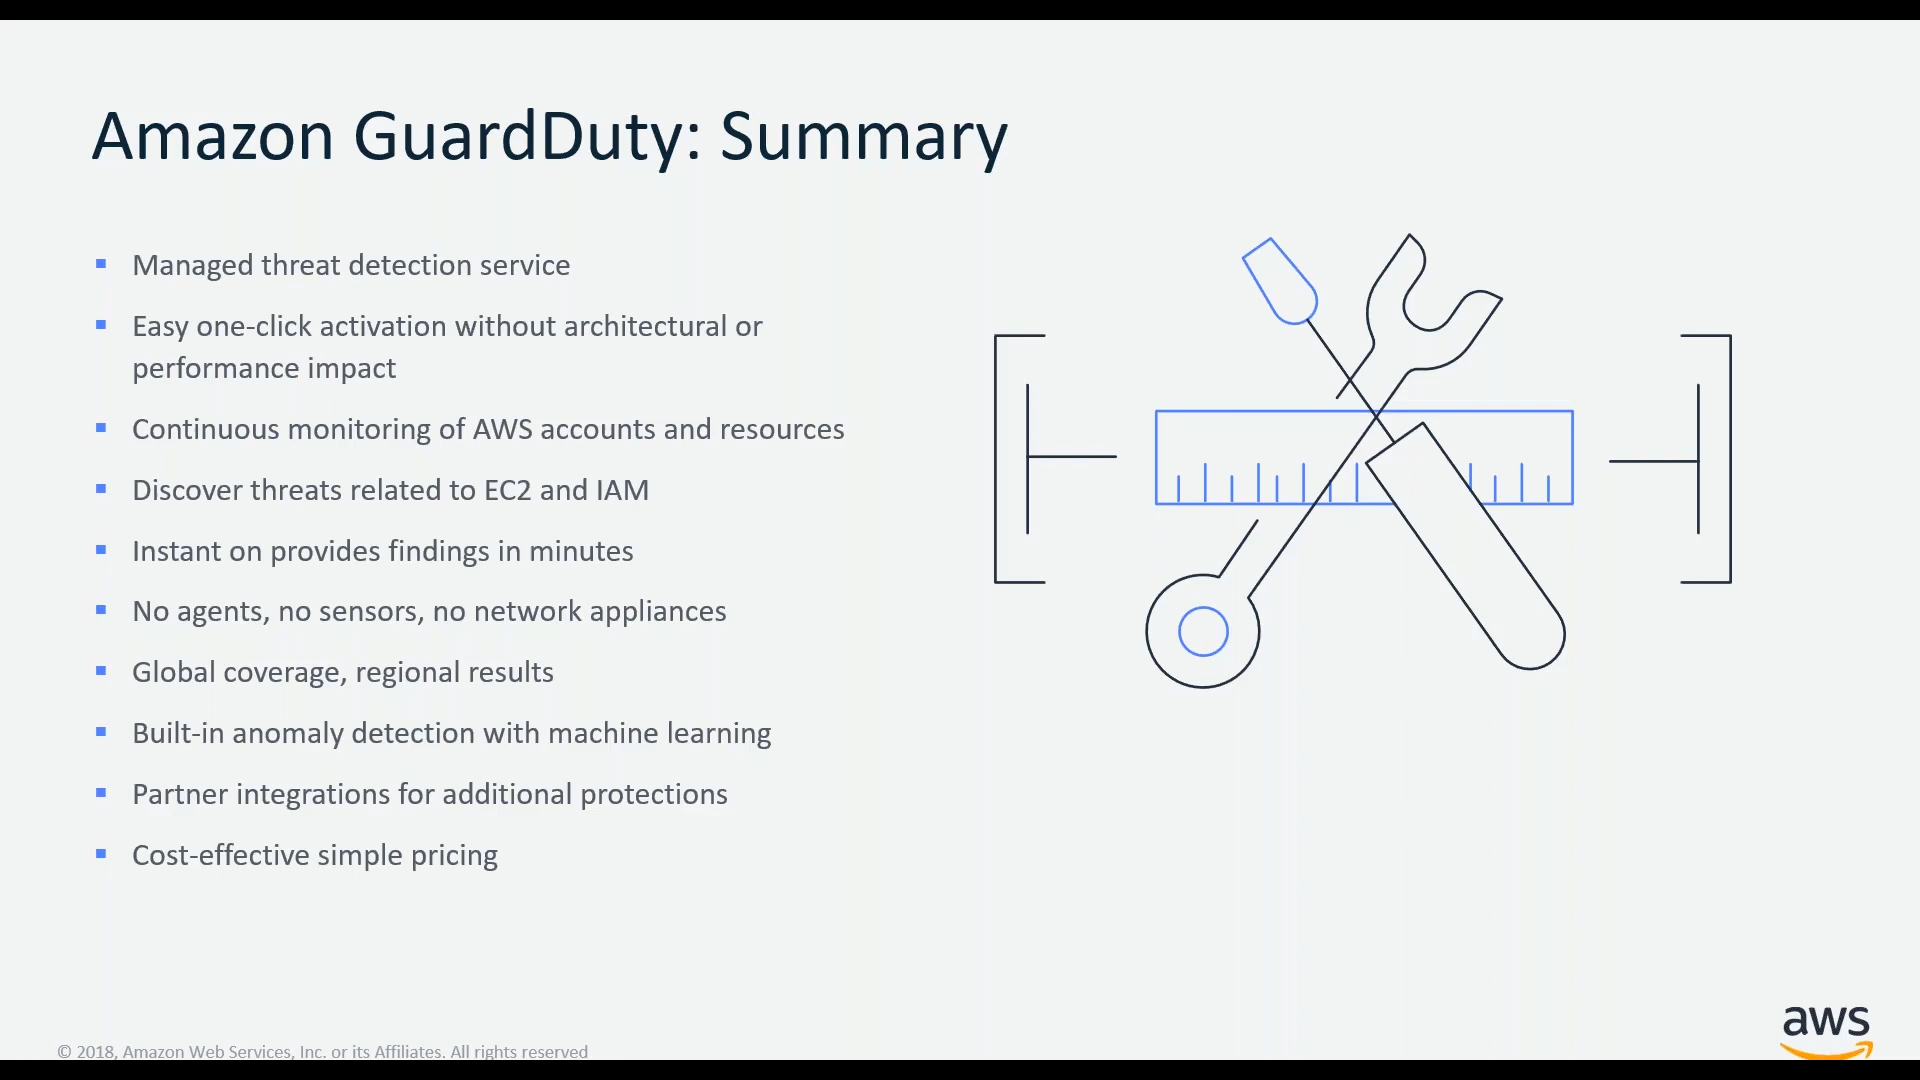 Amazon GuardDuty: Summary
Managed threat detection service
Easy one-click activation without architectural or
performance impact
Continuous monitoring of AWS accounts and resources
Discover threats related to EC2 and IAM
Instant on provides findings in minutes
No agents, no sensors, no network appliances
Global coverage, regional results
Built-in anomaly detection with machine learning
Partner integrations for additional protections
Cost-effective simple pricing
© 2018, Amazon Web Services, Inc. or its Affiliates. All rights reserved
aws